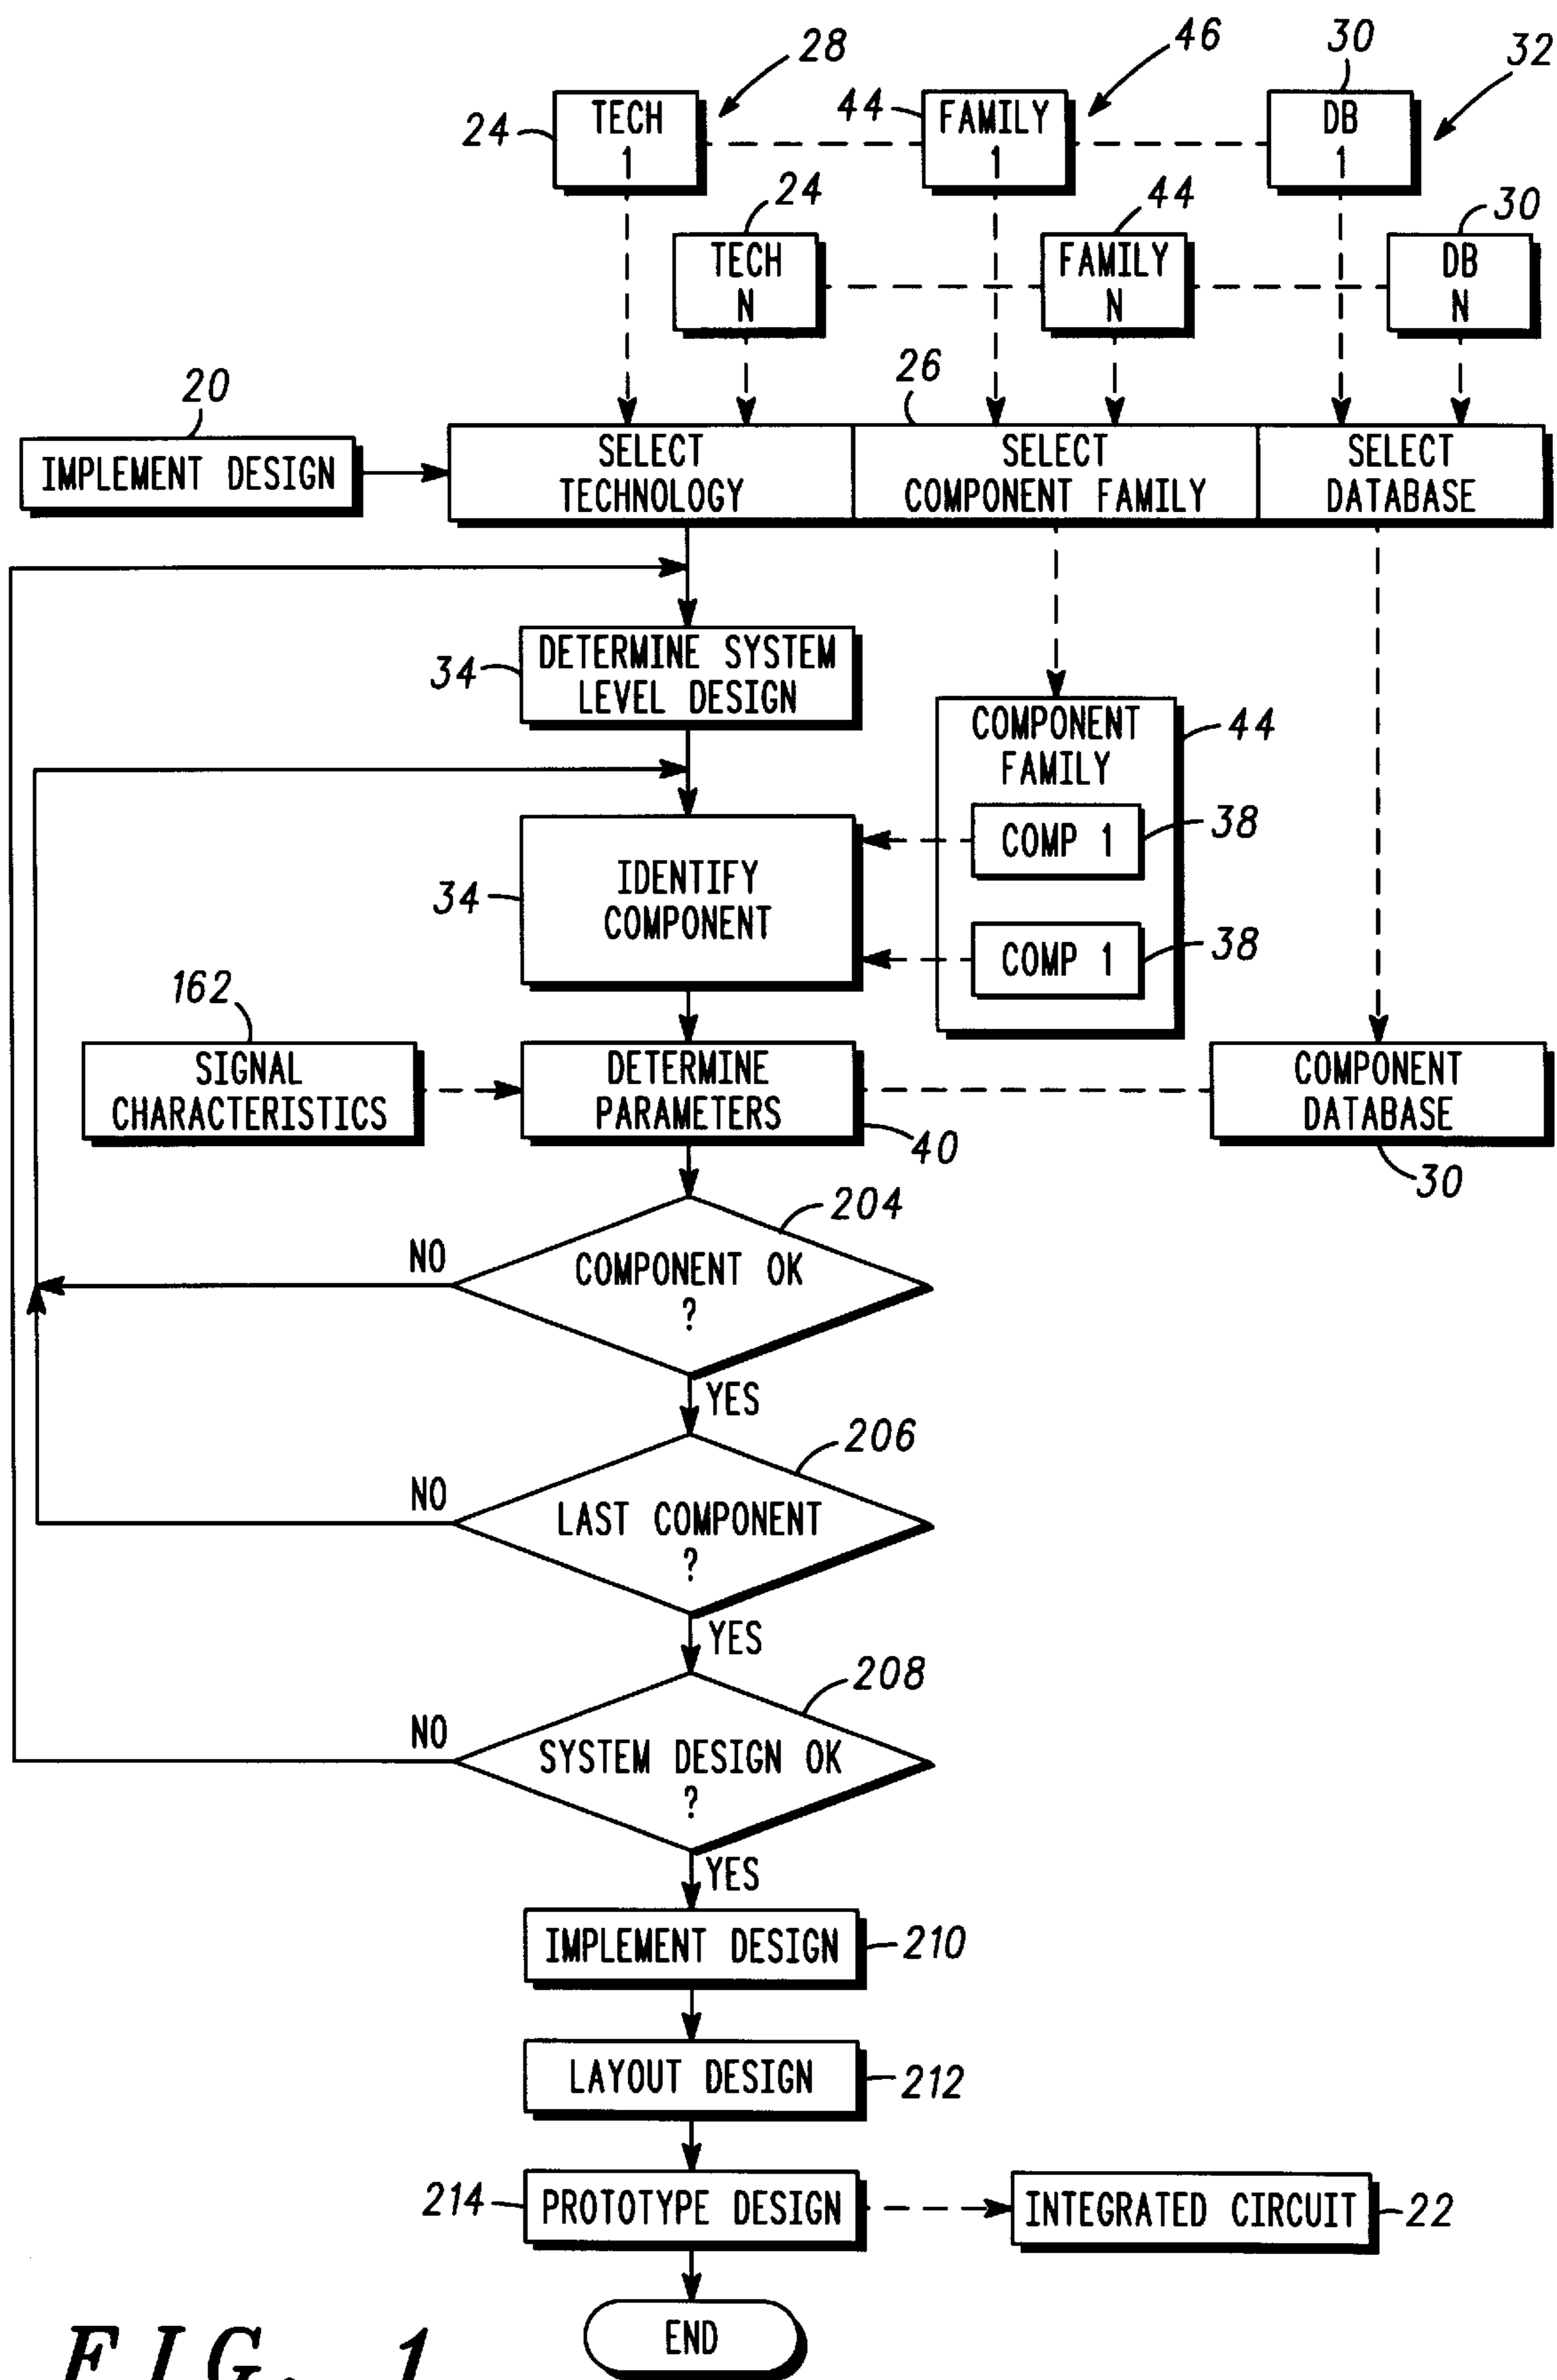 28
46
30
32
24
TECH
1
44
FAMILY
1
DB
1
24
TECH
N
44
FAMILY
N
30
DB
N
20
IMPLEMENT DESIGN
26
SELECT
TECHNOLOGY
SELECT
COMPONENT FAMILY
SELECT
DATABASE
34
DETERMINE SYSTEM
LEVEL DESIGN
COMPONENT
FAMILY
44
34
IDENTIFY
COMPONENT
COMP 1
38
COMP 1
38
162
SIGNAL
CHARACTERISTICS
DETERMINE
PARAMETERS
40
COMPONENT
DATABASE
30
204
NO
COMPONENT OK
?
YES
206
NO
LAST COMPONENT
?
YES
208
NO
SYSTEM DESIGN OK
?
YES
IMPLEMENT DESIGN
210
LAYOUT DESIGN
212
214
PROTOTYPE DESIGN
INTEGRATED CIRCUIT
22
END
FIG. 1